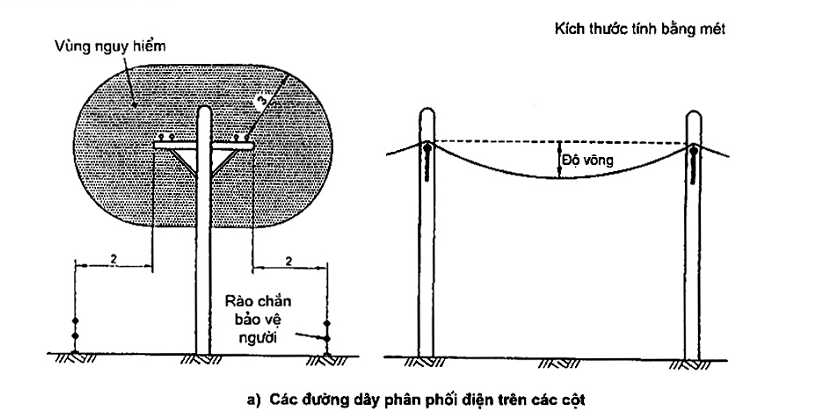 Kích thước tính bằng mét
Vùng nguy hiểm
3
Độ võng
2
2
Rào chắn
bảo vệ
người
a) Các đường dây phân phối điện trên các cột